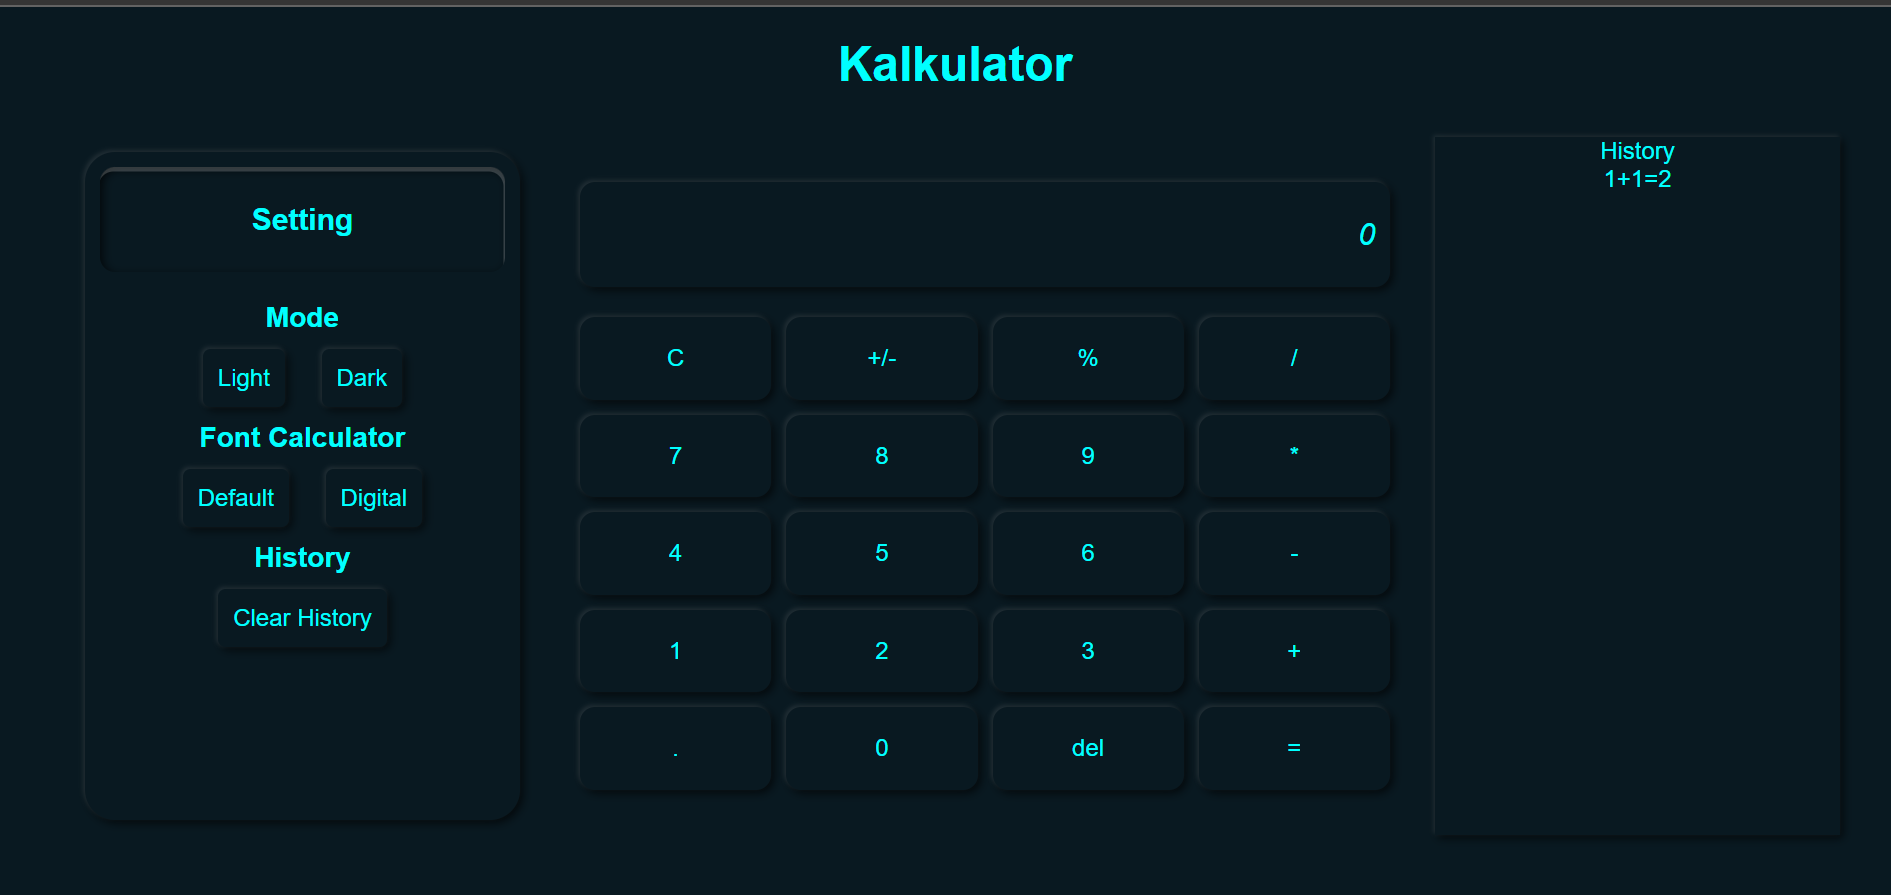 Kalkulator
Setting
Mode
Light Dark
Font Calculator
Default Digital
History
Clear History
0
C +/- % /
7 8 9 *
4 5 6 -
1 2 3 +
. 0 del =
History
1+1=2